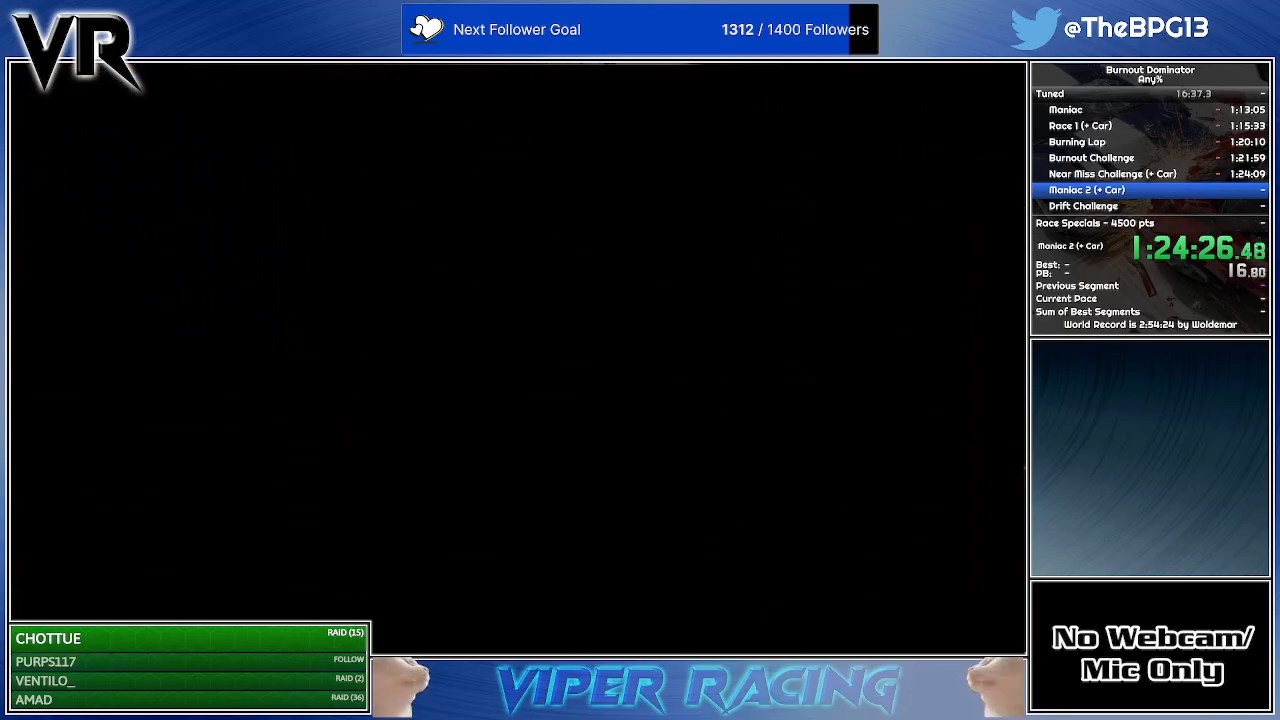 VR
Next Follower Goal 1312 / 1400 Followers
@TheBPG13
Burnout Dominator
Any%
Tuned 16:37.3 -
Maniac - 1:13:05
Race 1 (+ Car) - 1:15:33
Burning Lap - 1:20:10
Burnout Challenge - 1:21:59
Near Miss Challenge (+ Car) - 1:24:09
Maniac 2 (+ Car) -
Drift Challenge -
Race Specials - 4500 pts -
Maniac 2 (+ Car) 1:24:26.48
Best: -
PB: - 16.80
Previous Segment -
Current Pace -
Sum of Best Segments -
World Record is 2:54:24 by Woldemar
CHOTTUE RAID (15)
PURPS117 FOLLOW
VENTILO_ RAID (2)
AMAD RAID (36)
VIPER RACING
No Webcam/
Mic Only